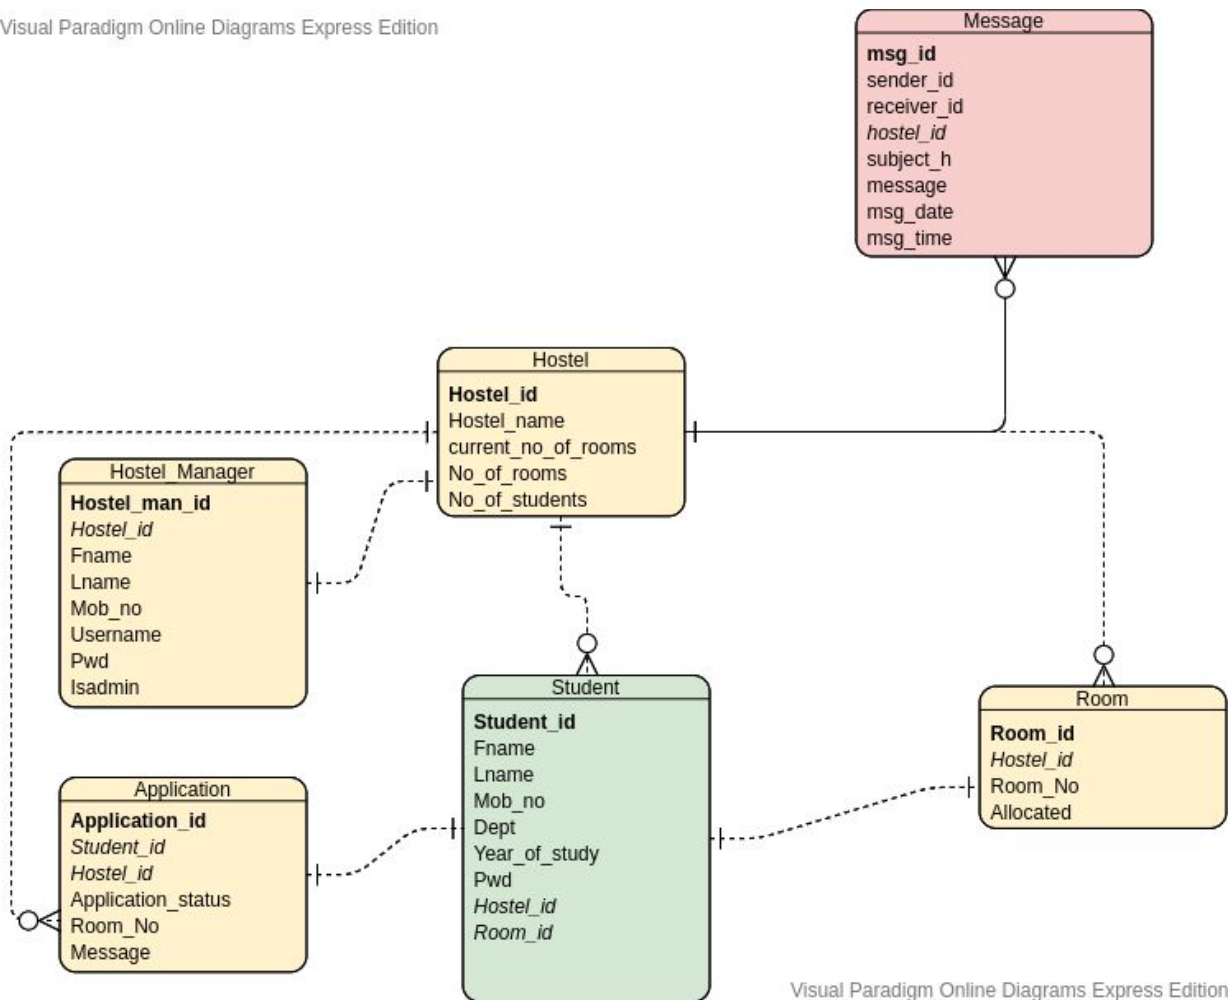 Visual Paradigm Online Diagrams Express Edition
Message
msg_id
sender_id
receiver_id
hostel_id
subject_h
message
msg_date
msg_time
Hostel
Hostel_id
Hostel_name
current_no_of_rooms
No_of_rooms
No_of_students
Hostel_Manager
Hostel_man_id
Hostel_id
Fname
Lname
Mob_no
Username
Pwd
Isadmin
Student
Student_id
Fname
Lname
Mob_no
Dept
Year_of_study
Pwd
Hostel_id
Room_id
Room
Room_id
Hostel_id
Room_No
Allocated
Application
Application_id
Student_id
Hostel_id
Application_status
Room_No
Message
Visual Paradigm Online Diagrams Express Edition